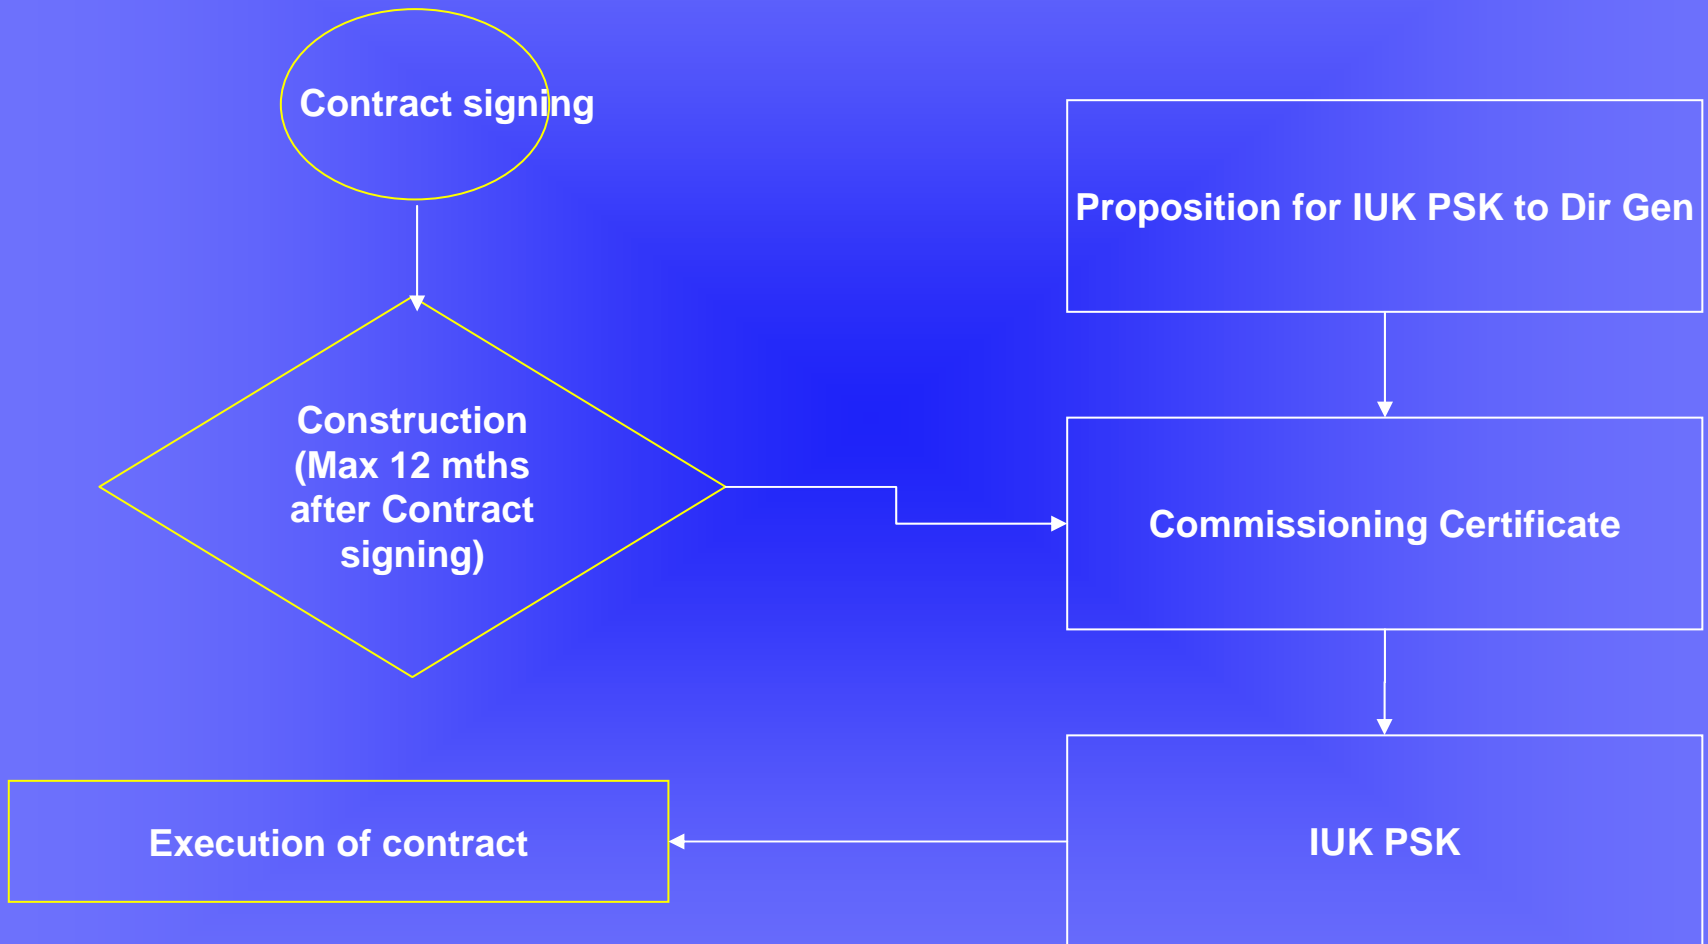 Contract signing
Proposition for IUK PSK to Dir Gen
Construction
(Max 12 mths
after Contract
signing)
Commissioning Certificate
Execution of contract
IUK PSK